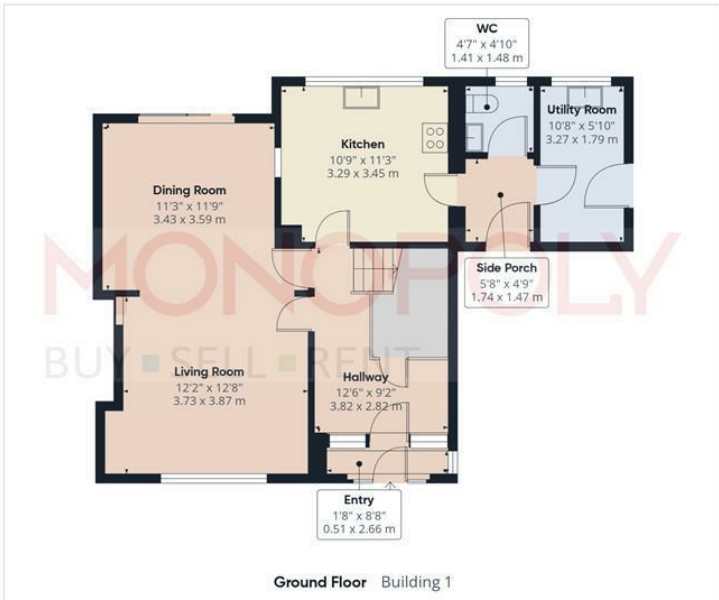 WC
4'7" x 4'10"
1.41 x 1.48 m
Utility Room
10'8" x 5'10"
3.27 x 1.79 m
Kitchen
10'9" x 11'3"
3.29 x 3.45 m
Dining Room
11'3" x 11'9"
3.43 x 3.59 m
MONOPOLY
BUY SELL RENT
Side Porch
5'8" x 4'9"
1.74 x 1.47 m
Living Room
12'2" x 12'8"
3.73 x 3.87 m
Hallway
12'6" x 9'2"
3.82 x 2.82 m
Entry
1'8" x 8'8"
0.51 x 2.66 m
Ground Floor Building 1